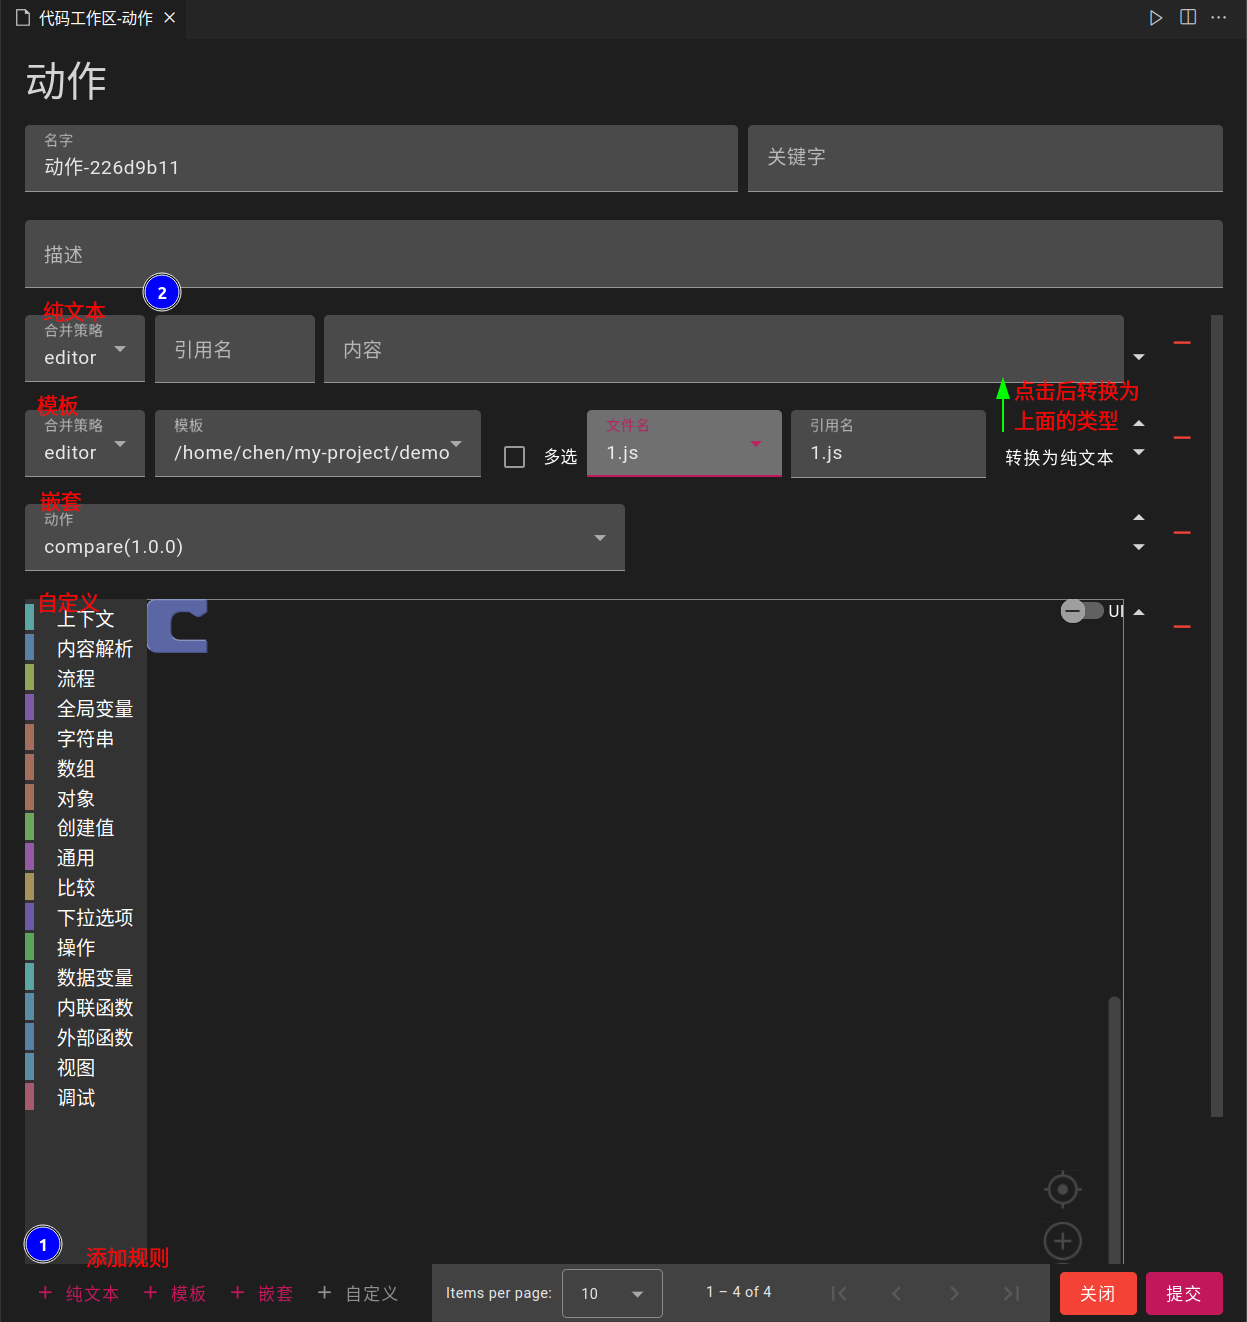 代码工作区-动作
动作
名字
动作-226d9b11
关键字
描述
2
纯文本
合并策略
editor
引用名
内容
点击后转换为
上面的类型
模板
合并策略
editor
模板
/home/chen/my-project/demo
多选
文件名
1.js
引用名
1.js
转换为纯文本
嵌套
动作
compare(1.0.0)
自定义
UI
上下文
内容解析
流程
全局变量
字符串
数组
对象
创建值
通用
比较
下拉选项
操作
数据变量
内联函数
外部函数
视图
调试
1
添加规则
+ 纯文本 + 模板 + 嵌套 + 自定义
Items per page: 10 1 – 4 of 4
关闭 提交